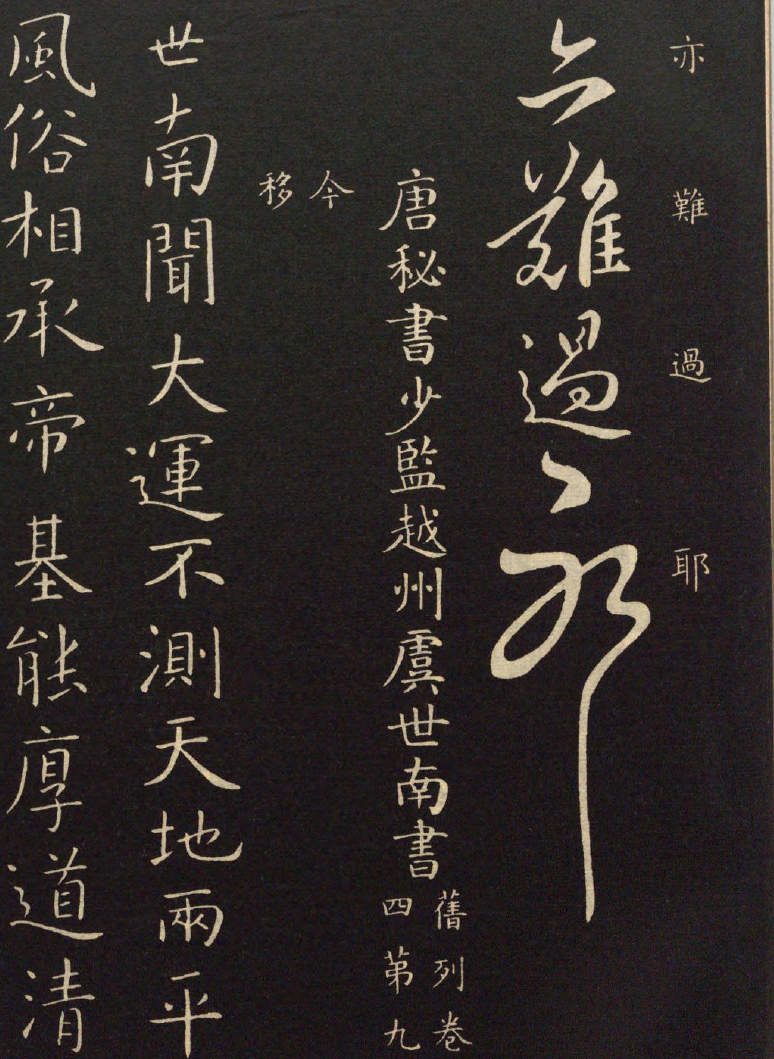 亦難過耶
亦難過〻耶
唐秘書少監越州虞世南書
舊列卷
四第九
今
移
世南聞大運不測天地兩平
風俗相承帝基能厚道清